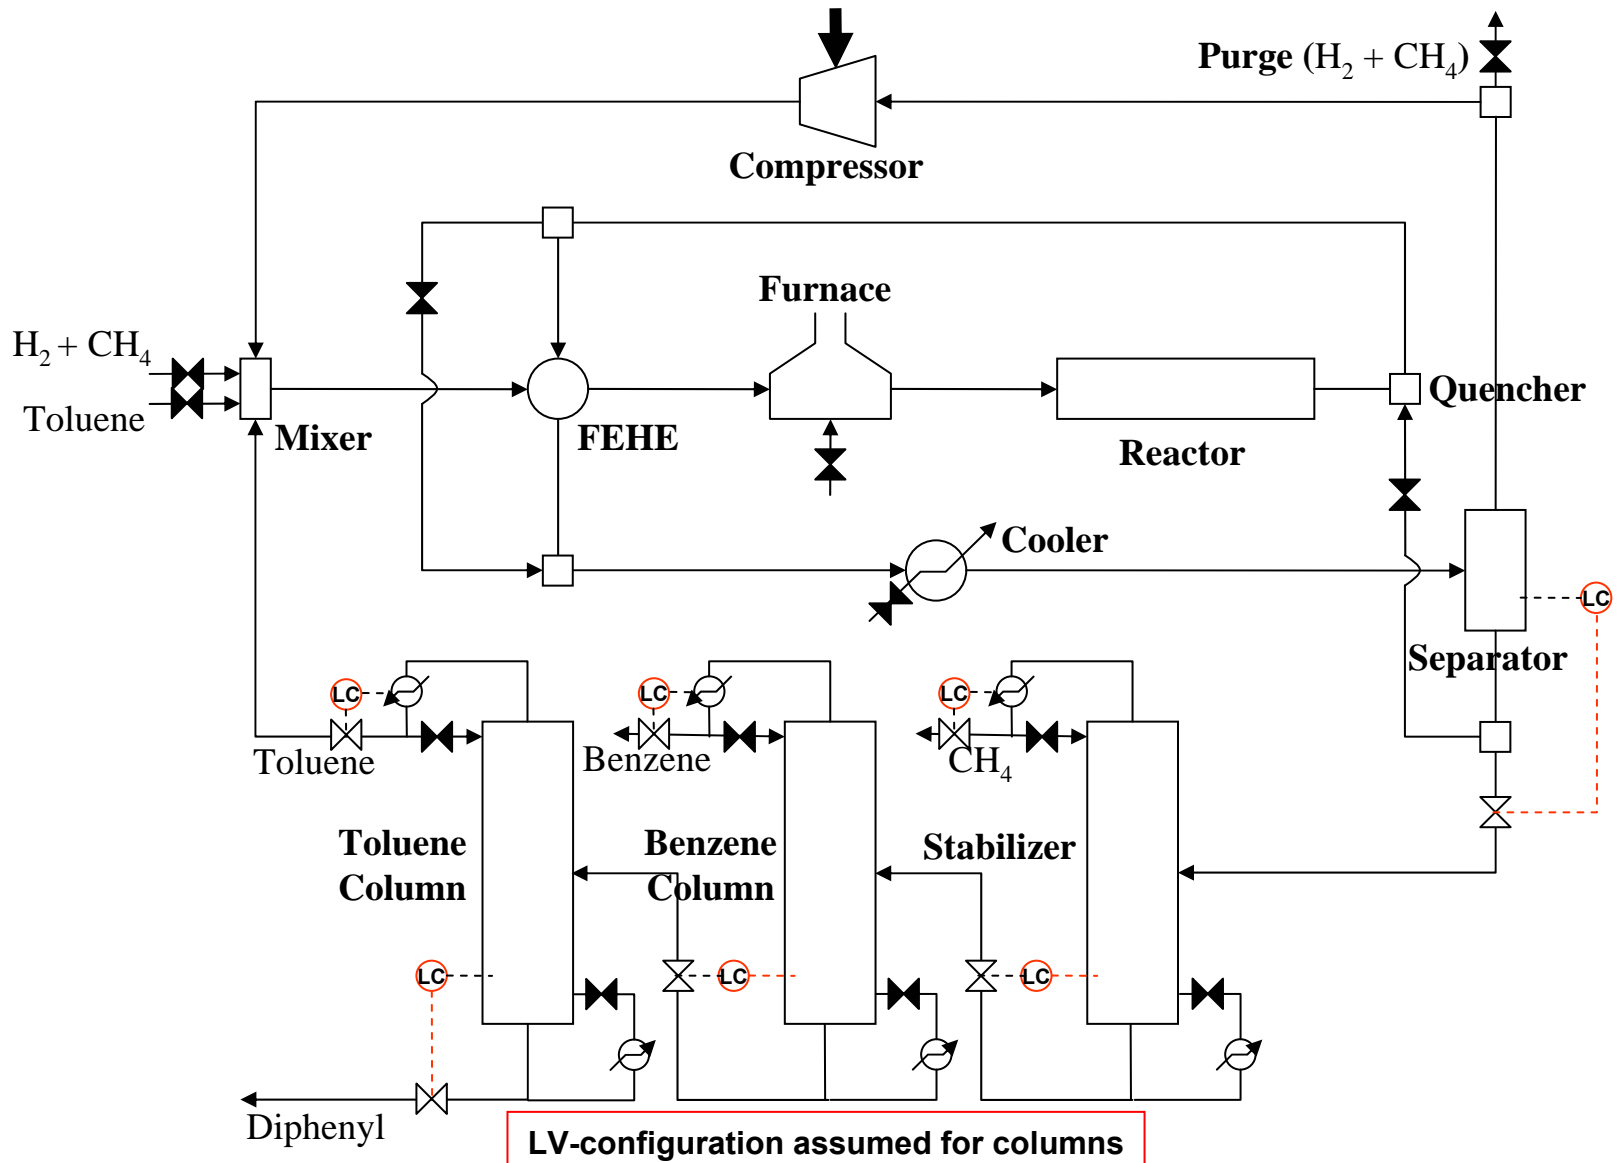 Purge (H₂ + CH₄)
Compressor
Furnace
H₂ + CH₄
Toluene
Mixer
FEHE
Reactor
Quencher
Cooler
LC
Separator
LC
LC
LC
Toluene
Benzene
CH₄
Toluene
Column
Benzene
Column
Stabilizer
LC
LC
LC
Diphenyl
LV-configuration assumed for columns